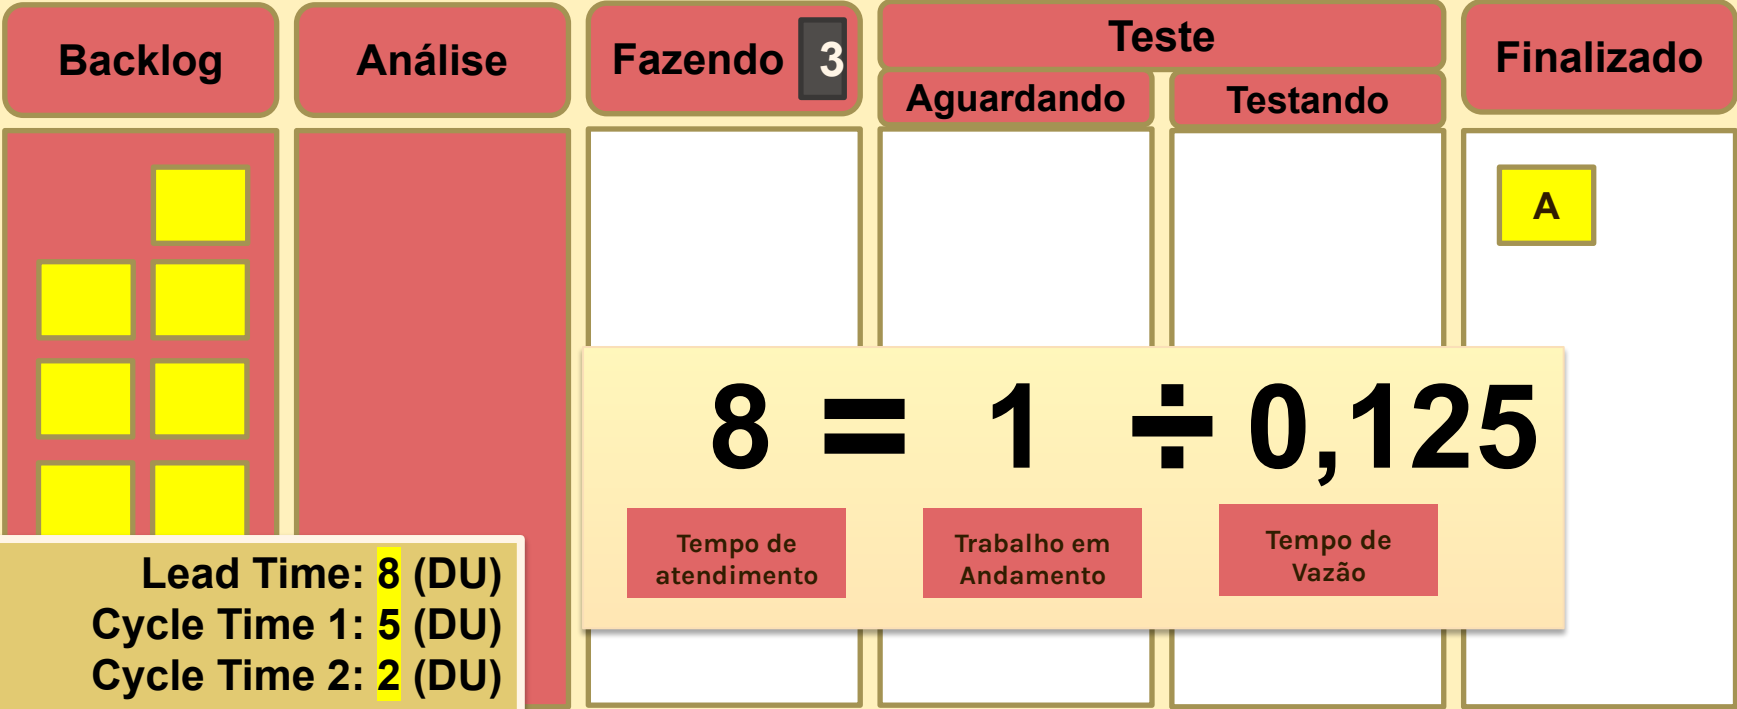 Backlog
Análise
Fazendo 3
Teste
Aguardando
Testando
Finalizado
A
8 = 1 ÷ 0,125
Tempo de
atendimento
Trabalho em
Andamento
Tempo de
Vazão
Lead Time: 8 (DU)
Cycle Time 1: 5 (DU)
Cycle Time 2: 2 (DU)